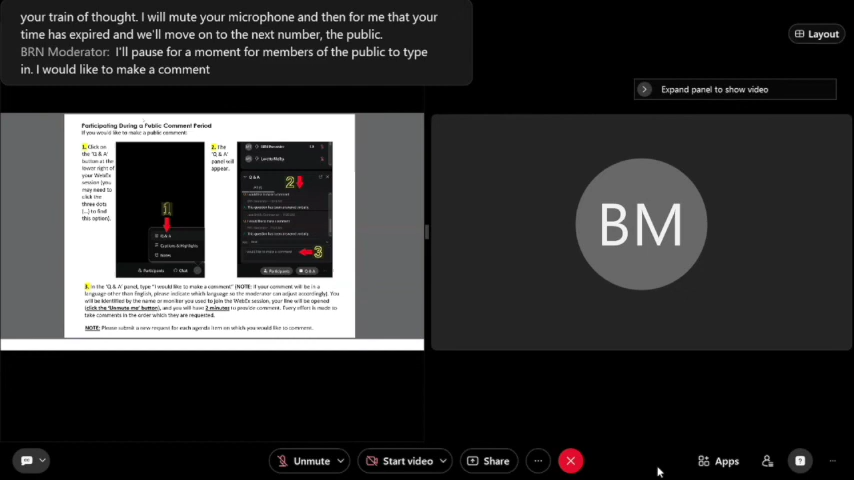 your train of thought. I will mute your microphone and then for me that your
time has expired and we'll move on to the next number, the public.
BRN Moderator: I'll pause for a moment for members of the public to type
in. I would like to make a comment
Layout
Expand panel to show video
Participating During a Public Comment Period
If you would like to make a public comment:
1. Click on
the 'Q & A'
button at the
lower right of
your WebEx
session (you
may need to
click the
three dots
(...) to find
this option).
1
Participants
Chat
2. The
'Q & A'
panel will
appear.
Q & A
2
3
Participants
Q & A
3. In the 'Q & A' panel, type "I would like to make a comment" (NOTE: if your comment will be in a
language other than English, please indicate which language so the moderator can adjust accordingly). You
will be identified by the name or moniker you used to join the WebEx session, your line will be opened
(click the 'Unmute me' button), and you will have 2 minutes to provide comment. Every effort is made to
take comments in the order which they are requested.
NOTE: Please submit a new request for each agenda item on which you would like to comment.
BM
Unmute
Start video
Share
Apps